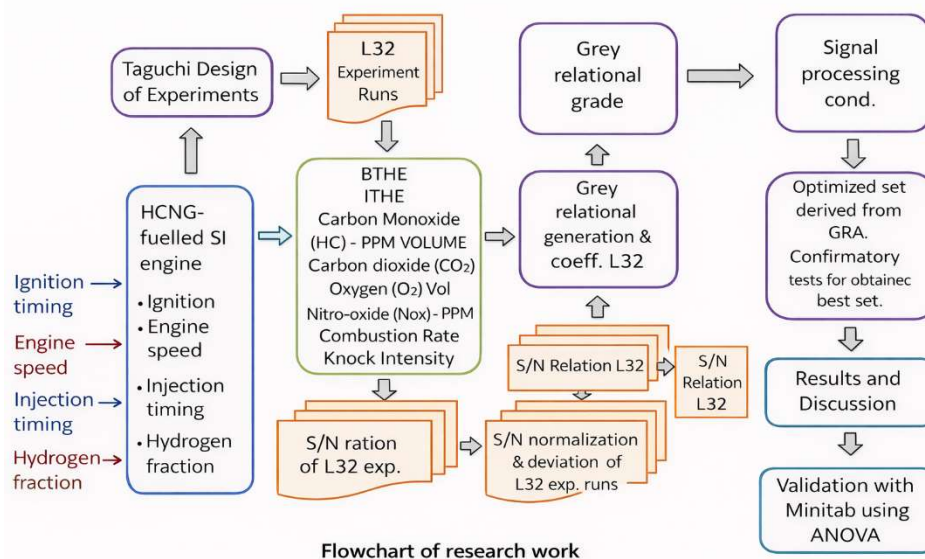 Taguchi Design
of Experiments
L32
Experiment
Runs
Grey
relational
grade
Signal
processing
cond.
Ignition
timing
Engine
speed
Injection
timing
Hydrogen
fraction
HCNG-
fuelled SI
engine
• Ignition
• Engine
speed
• Injection
timing
• Hydrogen
fraction
BTHE
ITHE
Carbon Monoxide
(HC) - PPM VOLUME
Carbon dioxide (CO₂)
Oxygen (O₂) Vol
Nitro-oxide (Nox) - PPM
Combustion Rate
Knock Intensity
Grey
relational
generation &
coeff. L32
Optimized set
derived from
GRA.
Confirmatory
tests for obtainec
best set.
S/N Relation L32
S/N
Relation
L32
S/N ration
of L32 exp.
S/N normalization
& deviation of
L32 exp. runs
Results and
Discussion
Validation with
Minitab using
ANOVA
Flowchart of research work